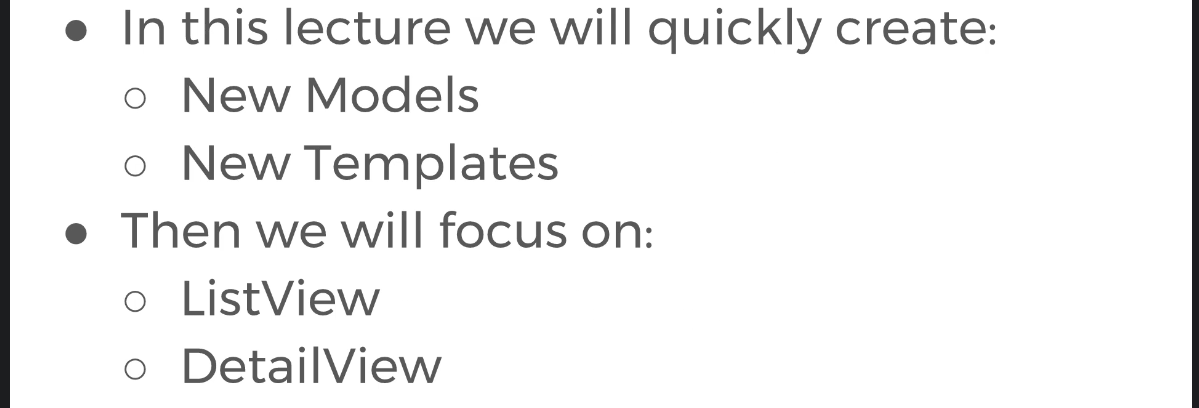 ● In this lecture we will quickly create:
○ New Models
○ New Templates
● Then we will focus on:
○ ListView
○ DetailView